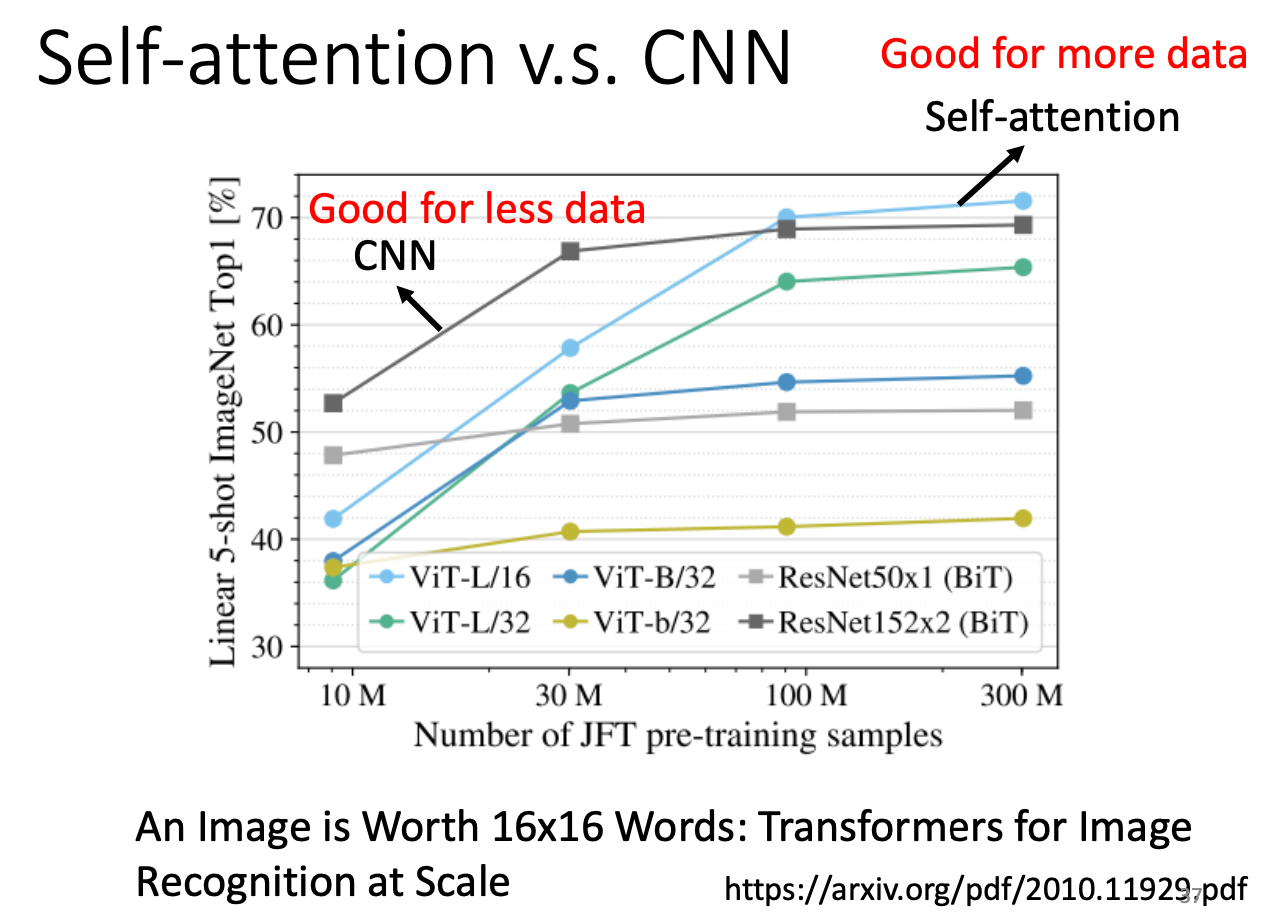 Self-attention v.s. CNN
Good for more data
Self-attention
Good for less data
CNN
Linear 5-shot ImageNet Top1 [%]
70
60
50
40
30
ViT-L/16 ViT-B/32 ResNet50x1 (BiT)
ViT-L/32 ViT-b/32 ResNet152x2 (BiT)
10 M 30 M 100 M 300 M
Number of JFT pre-training samples
An Image is Worth 16x16 Words: Transformers for Image
Recognition at Scale
https://arxiv.org/pdf/2010.11929.pdf
37